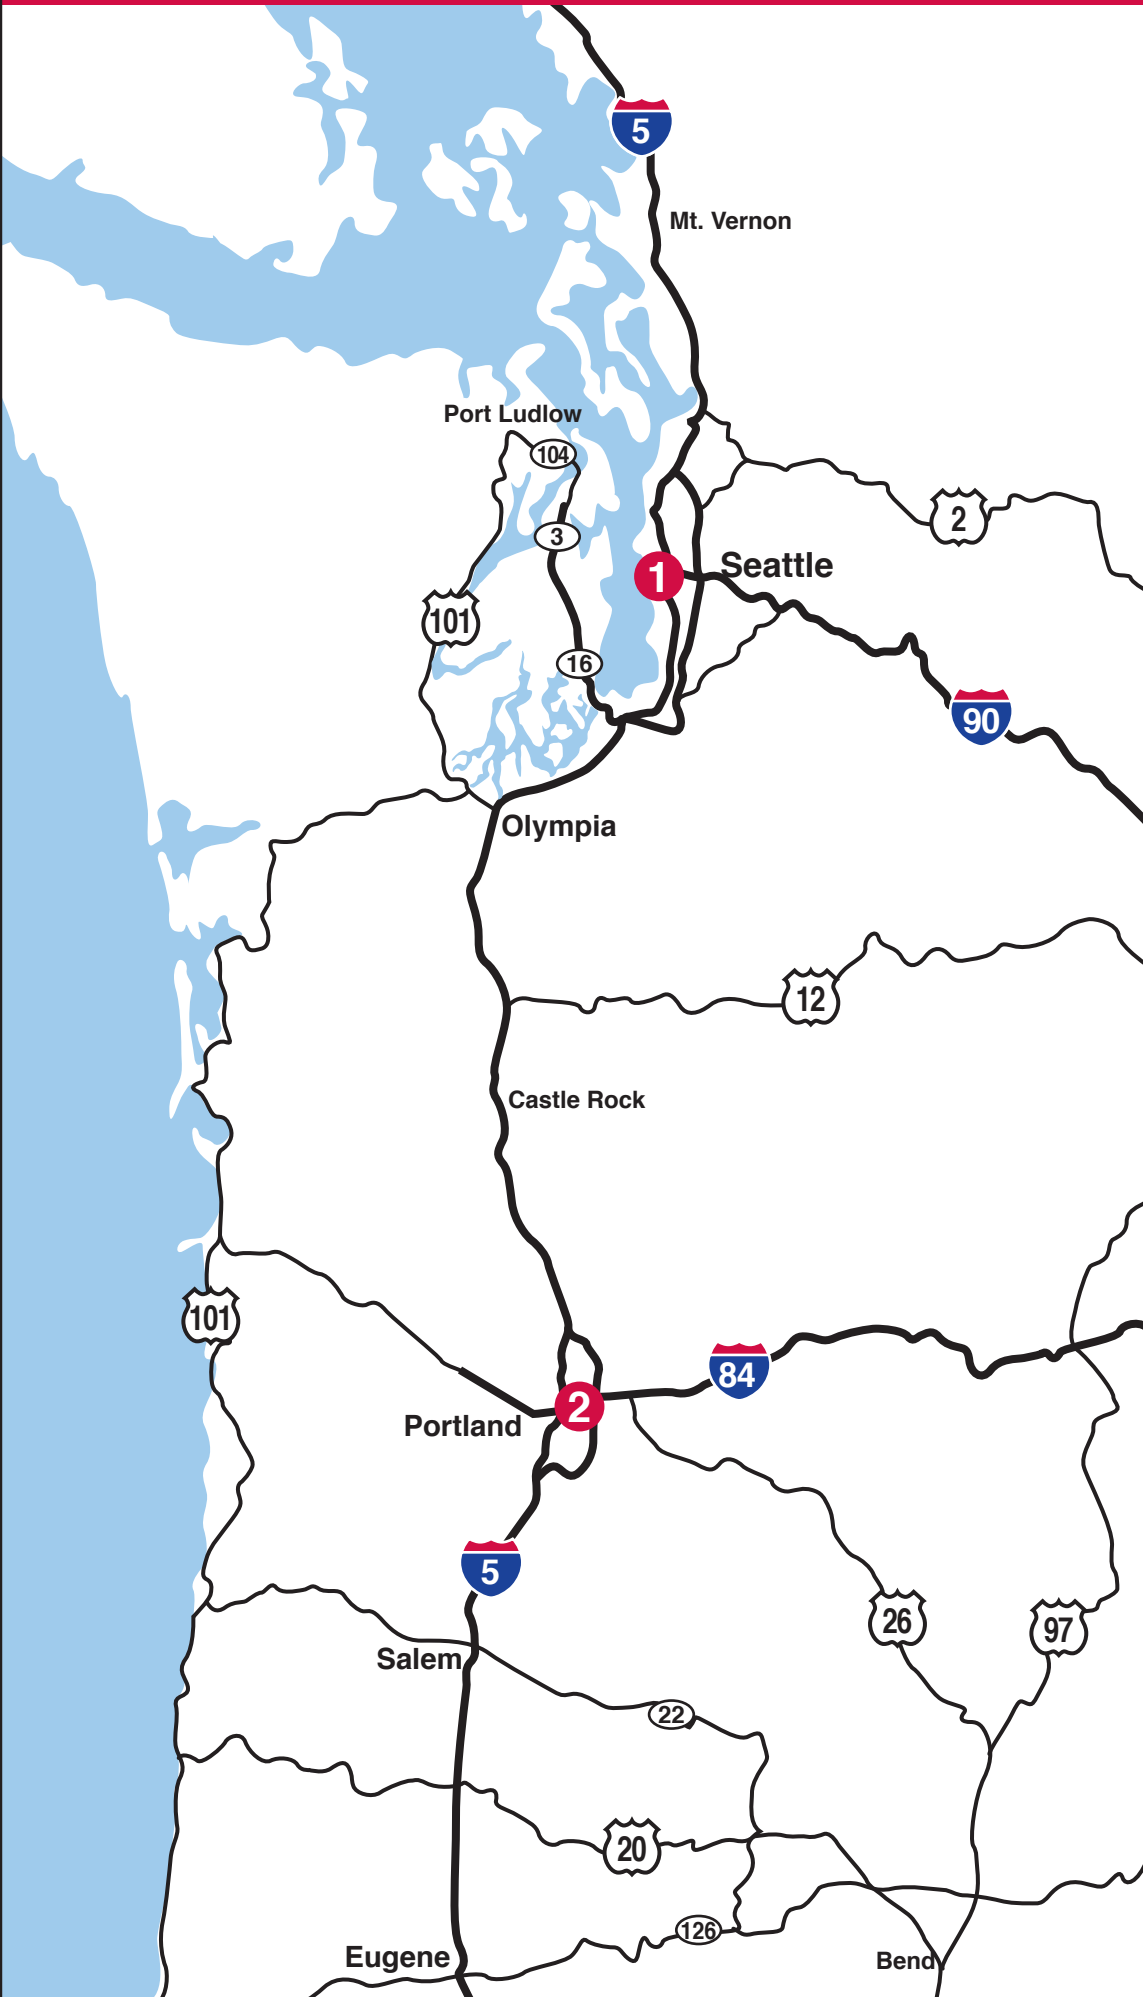 5
Mt. Vernon
Port Ludlow
104
2
3
1
Seattle
101
16
90
Olympia
12
Castle Rock
101
84
2
Portland
5
26
97
Salem
22
20
126
Eugene
Bend